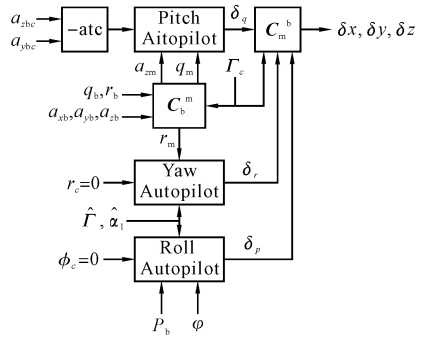 a_zbc
a_ybc
-atc
Pitch
Aitopilot
δ_q
C_m^b
δx, δy, δz
a_zm
q_m
Γ_c
q_b, r_b
a_xb, a_yb, a_zb
C_b^m
r_m
r_c=0
Yaw
Autopilot
δ_r
Γ̂, α̂_1
ϕ_c=0
Roll
Autopilot
δ_p
P_b
φ